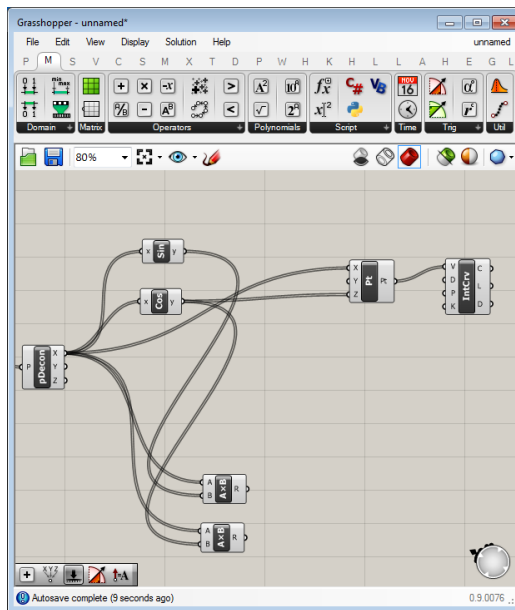 Grasshopper - unnamed*
File Edit View Display Solution Help unnamed
P M S V C S M I X T D P W H F K H L L A E G L
Domain Matrix Operators Polynomials Script Time Trig Util
80%
x Sin y
x Cos y
X Y Z Pt Pt
V D P K IntCrv C L D
P pDecon X Y Z
A B A×B R
A B A×B R
Autosave complete (9 seconds ago) 0.9.0076